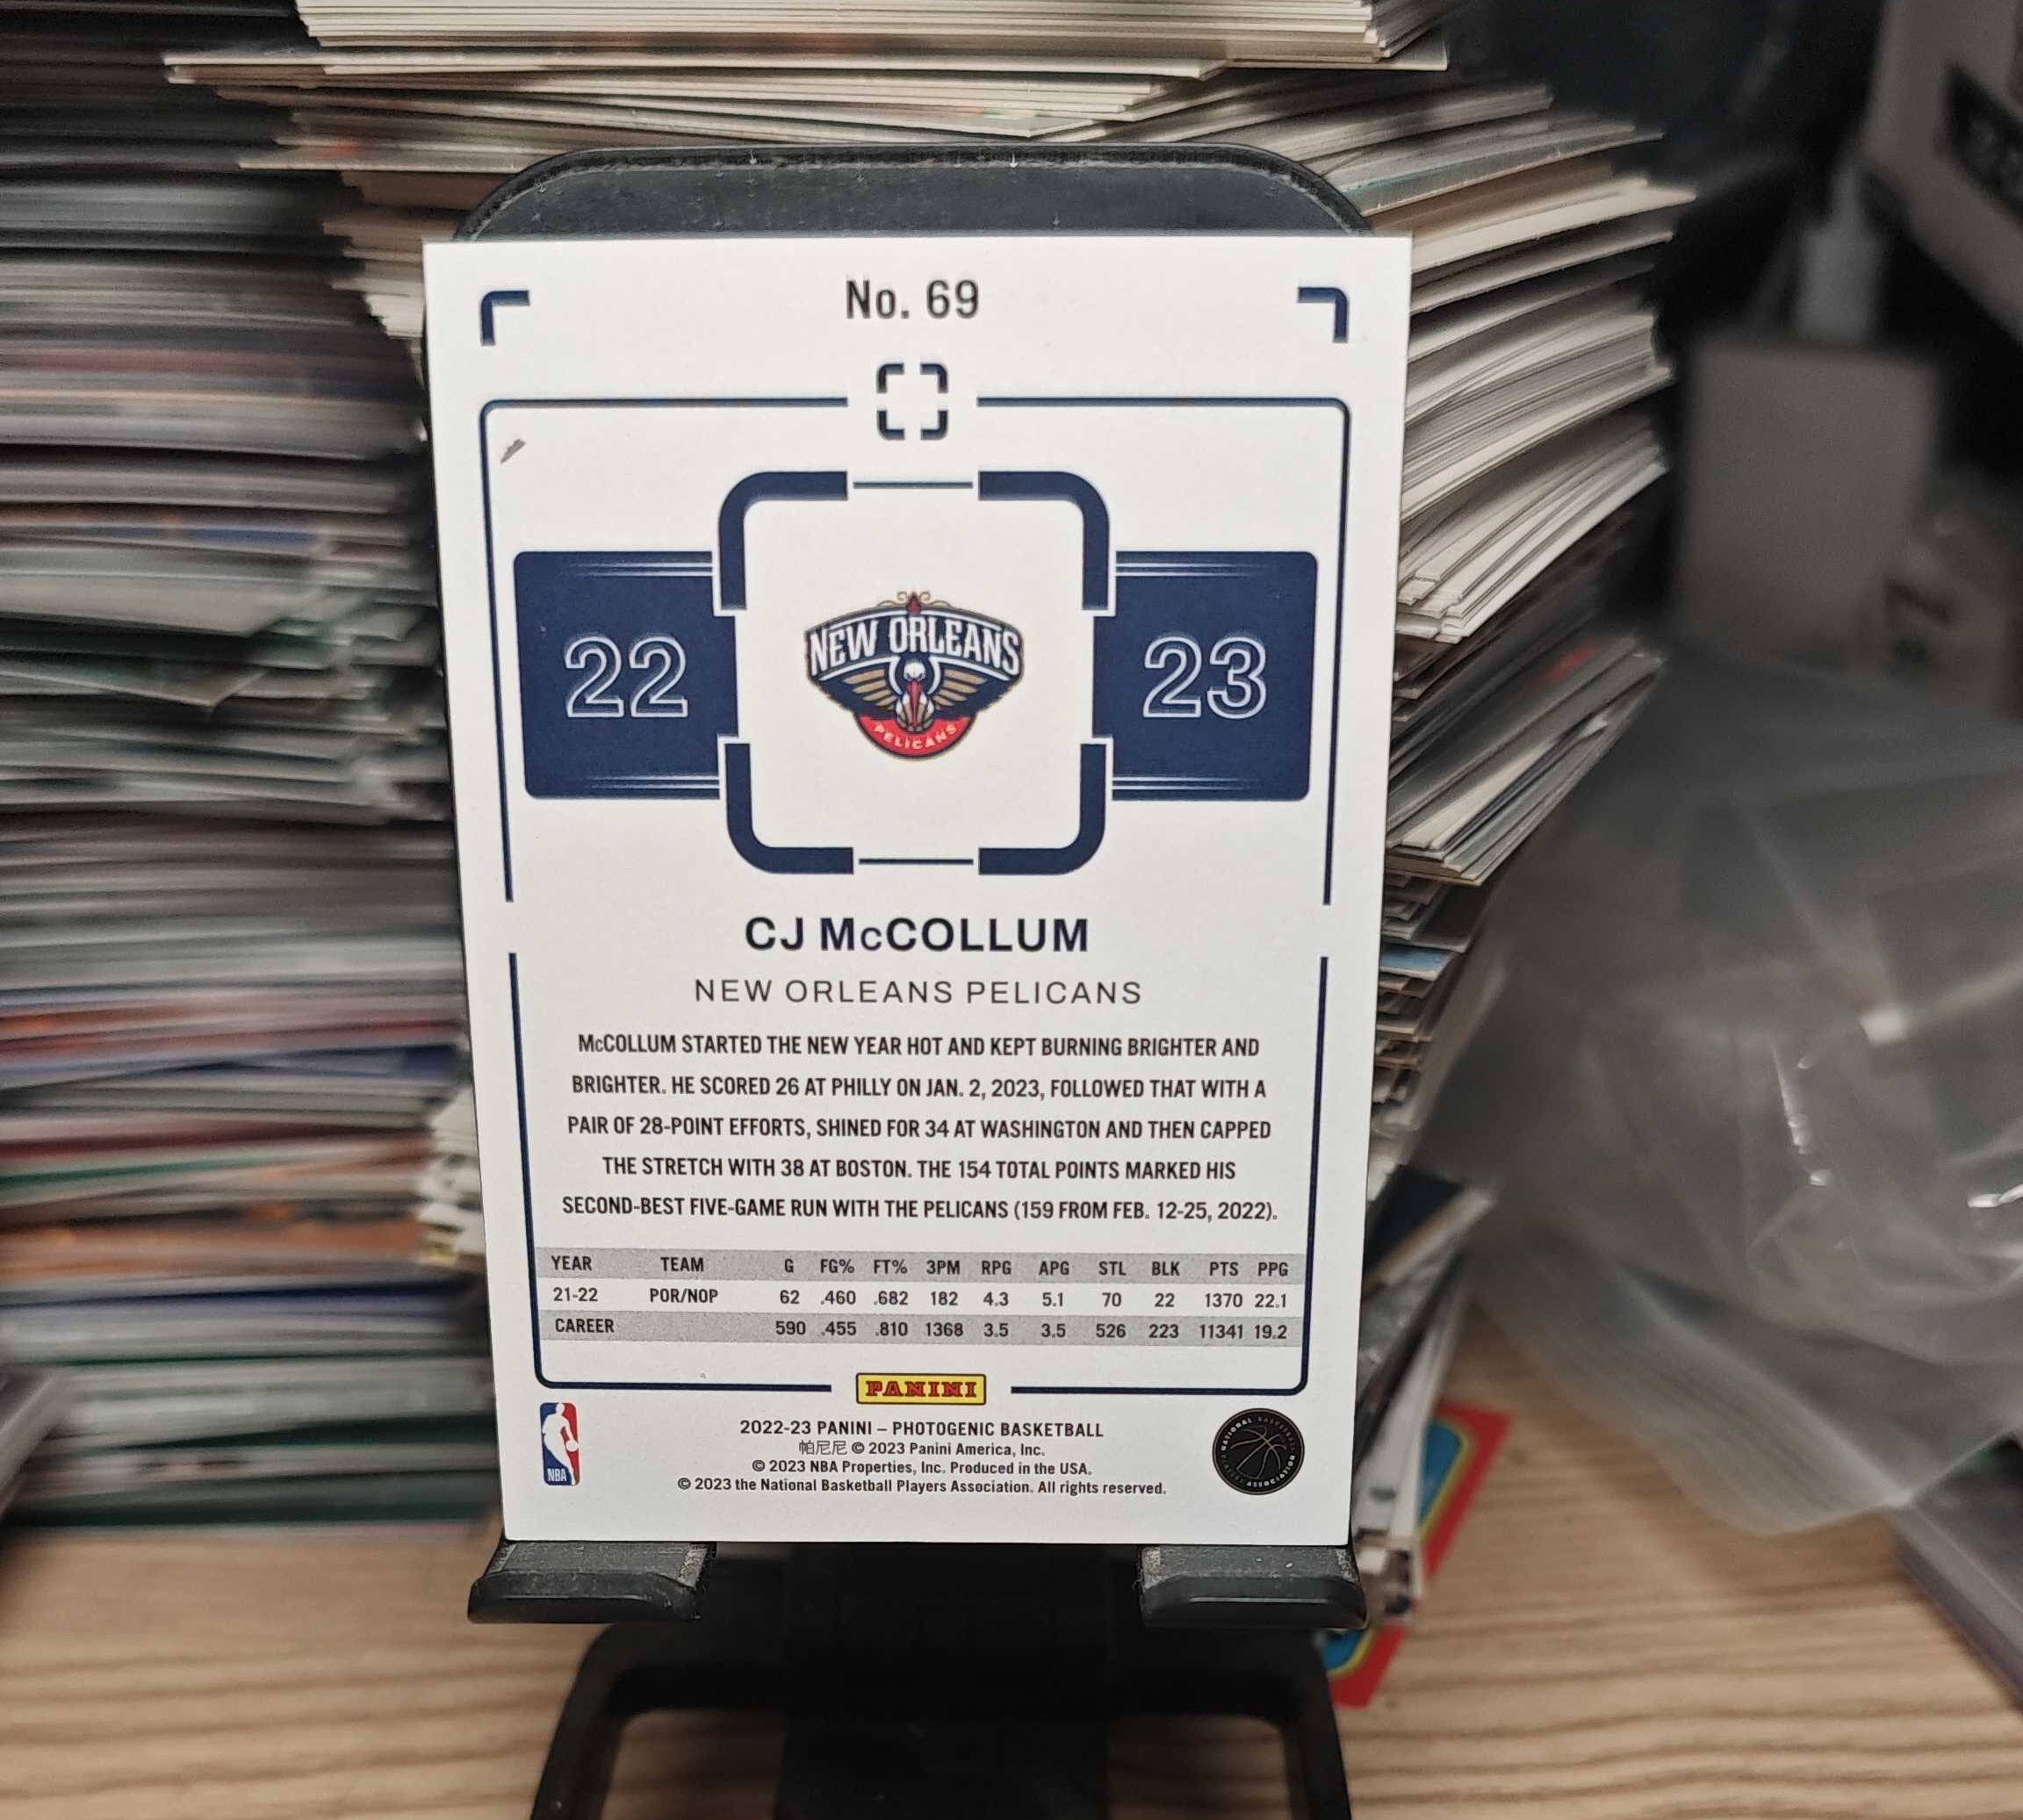 No. 69
22
NEW ORLEANS
PELICANS
23
CJ McCOLLUM
NEW ORLEANS PELICANS
McCOLLUM STARTED THE NEW YEAR HOT AND KEPT BURNING BRIGHTER AND
BRIGHTER. HE SCORED 26 AT PHILLY ON JAN. 2, 2023, FOLLOWED THAT WITH A
PAIR OF 28-POINT EFFORTS, SHINED FOR 34 AT WASHINGTON AND THEN CAPPED
THE STRETCH WITH 38 AT BOSTON. THE 154 TOTAL POINTS MARKED HIS
SECOND-BEST FIVE-GAME RUN WITH THE PELICANS (159 FROM FEB. 12-25, 2022).
YEAR TEAM G FG% FT% 3PM RPG APG STL BLK PTS PPG
21-22 POR/NOP 62 .460 .682 182 4.3 5.1 70 22 1370 22.1
CAREER 590 .455 .810 1368 3.5 3.5 526 223 11341 19.2
PANINI
NBA
2022-23 PANINI – PHOTOGENIC BASKETBALL
帕尼尼 © 2023 Panini America, Inc.
© 2023 NBA Properties, Inc. Produced in the USA.
© 2023 the National Basketball Players Association. All rights reserved.
NATIONAL BASKETBALL
PLAYERS ASSOCIATION